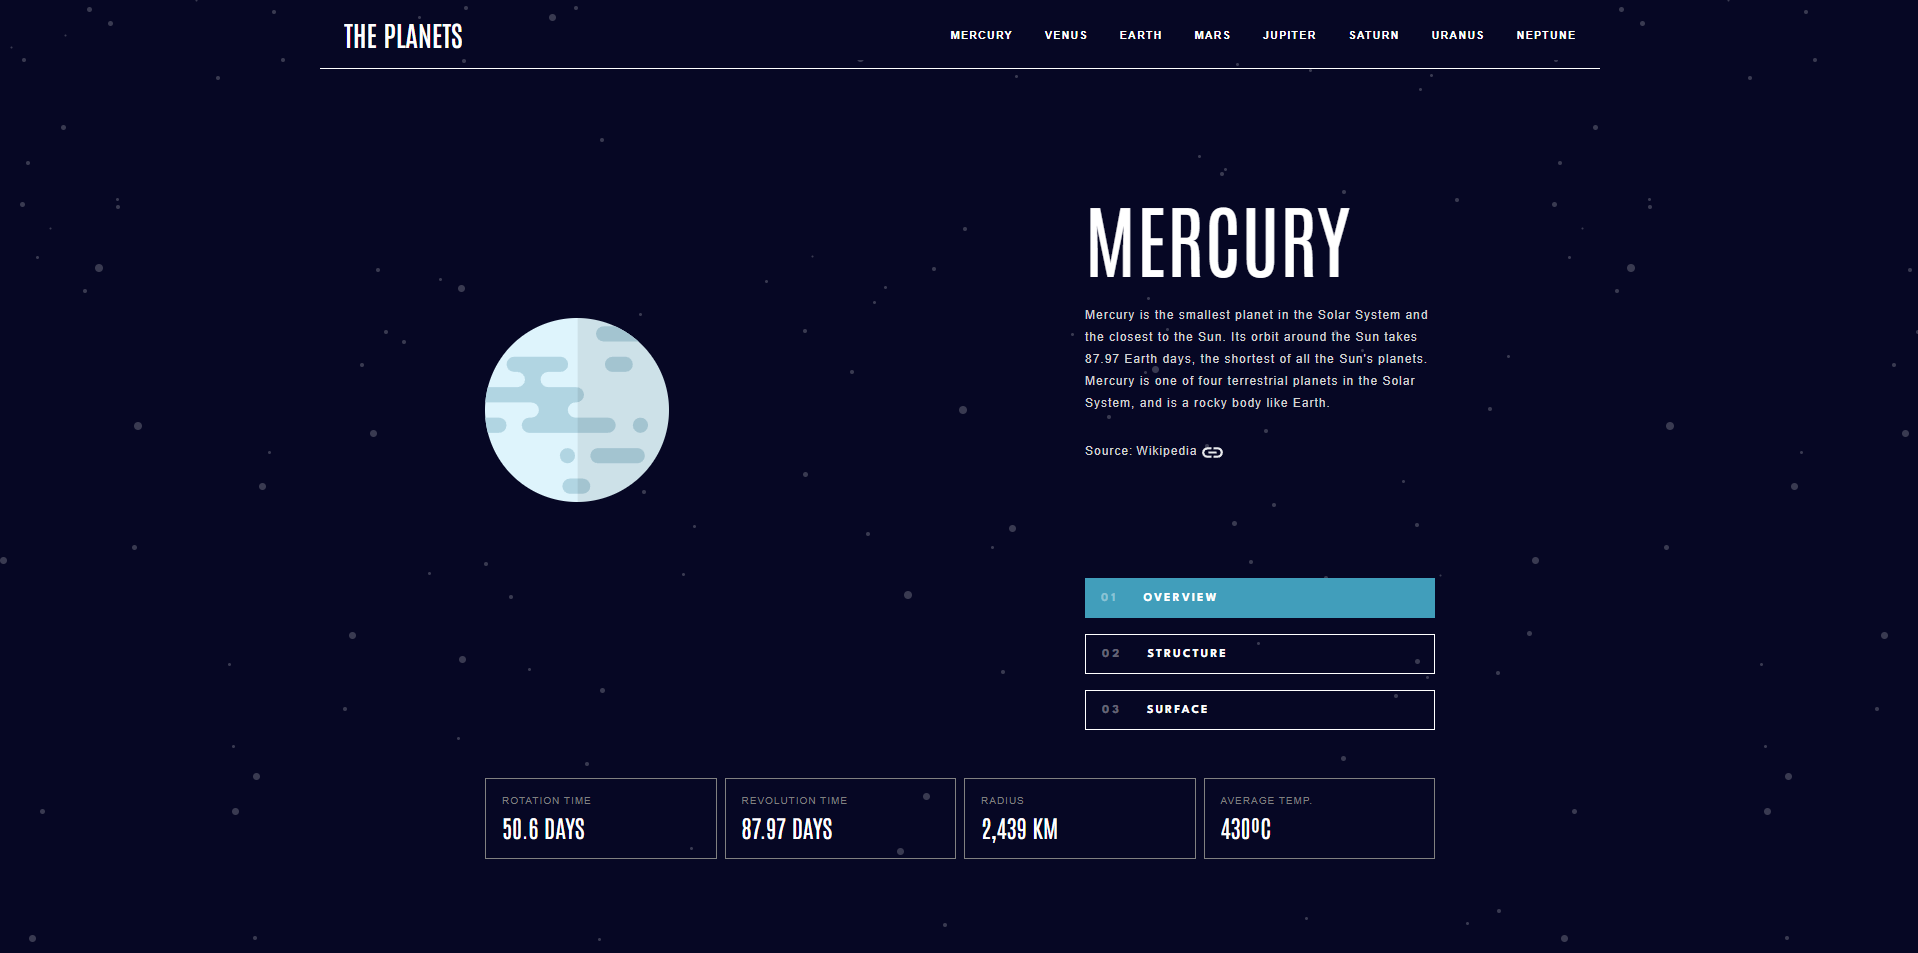 THE PLANETS
MERCURY VENUS EARTH MARS JUPITER SATURN URANUS NEPTUNE
MERCURY
Mercury is the smallest planet in the Solar System and
the closest to the Sun. Its orbit around the Sun takes
87.97 Earth days, the shortest of all the Sun's planets.
Mercury is one of four terrestrial planets in the Solar
System, and is a rocky body like Earth.
Source: Wikipedia
01 OVERVIEW
02 STRUCTURE
03 SURFACE
ROTATION TIME
50.6 DAYS
REVOLUTION TIME
87.97 DAYS
RADIUS
2,439 KM
AVERAGE TEMP.
430ºC